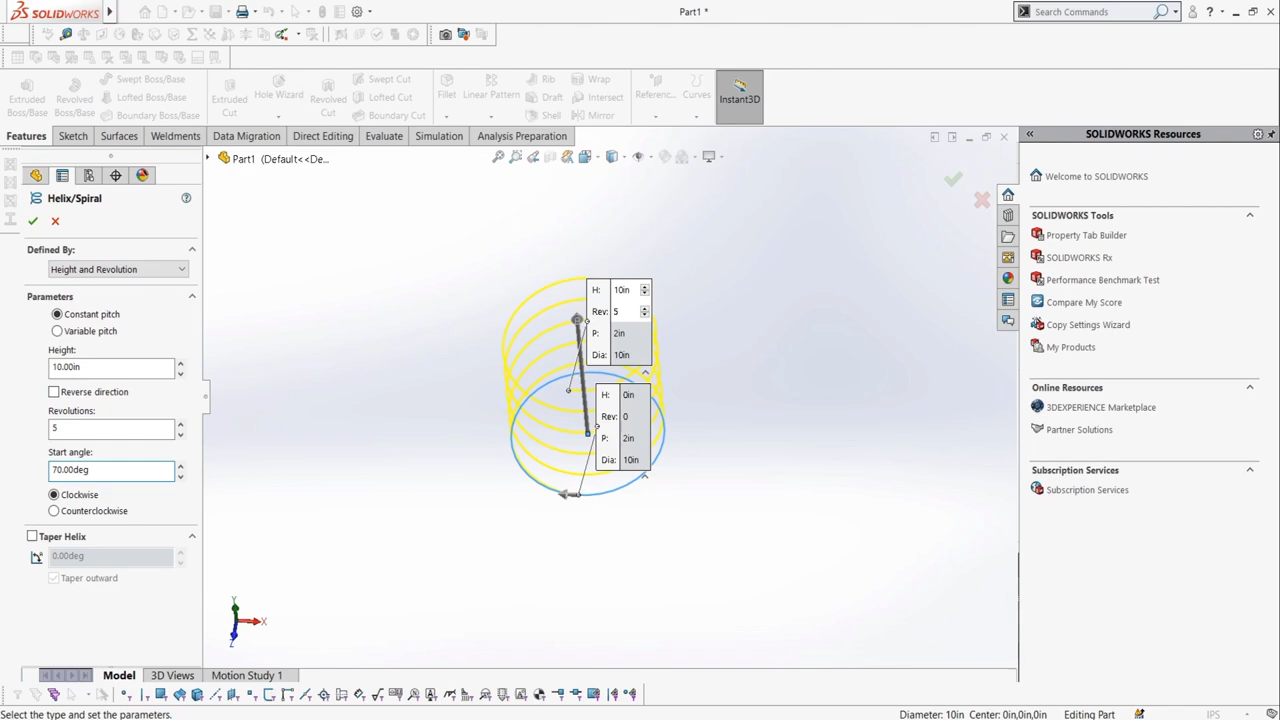 SOLIDWORKS
Part1 *
Search Commands
Extruded Boss/Base
Revolved Boss/Base
Swept Boss/Base
Lofted Boss/Base
Boundary Boss/Base
Extruded Cut
Hole Wizard
Revolved Cut
Swept Cut
Lofted Cut
Boundary Cut
Fillet
Linear Pattern
Rib
Draft
Shell
Wrap
Intersect
Mirror
Referenc...
Curves
Instant3D
Features
Sketch
Surfaces
Weldments
Data Migration
Direct Editing
Evaluate
Simulation
Analysis Preparation
Part1 (Default<<De...
Helix/Spiral
Defined By:
Height and Revolution
Parameters
Constant pitch
Variable pitch
Height:
10.00in
Reverse direction
Revolutions:
5
Start angle:
70.00deg
Clockwise
Counterclockwise
Taper Helix
0.00deg
Taper outward
H: 10in
Rev: 5
P: 2in
Dia: 10in
H: 0in
Rev: 0
P: 2in
Dia: 10in
Y
X
Z
SOLIDWORKS Resources
Welcome to SOLIDWORKS
SOLIDWORKS Tools
Property Tab Builder
SOLIDWORKS Rx
Performance Benchmark Test
Compare My Score
Copy Settings Wizard
My Products
Online Resources
3DEXPERIENCE Marketplace
Partner Solutions
Subscription Services
Subscription Services
Model
3D Views
Motion Study 1
Select the type and set the parameters.
Diameter: 10in Center: 0in,0in,0in
Editing Part
IPS